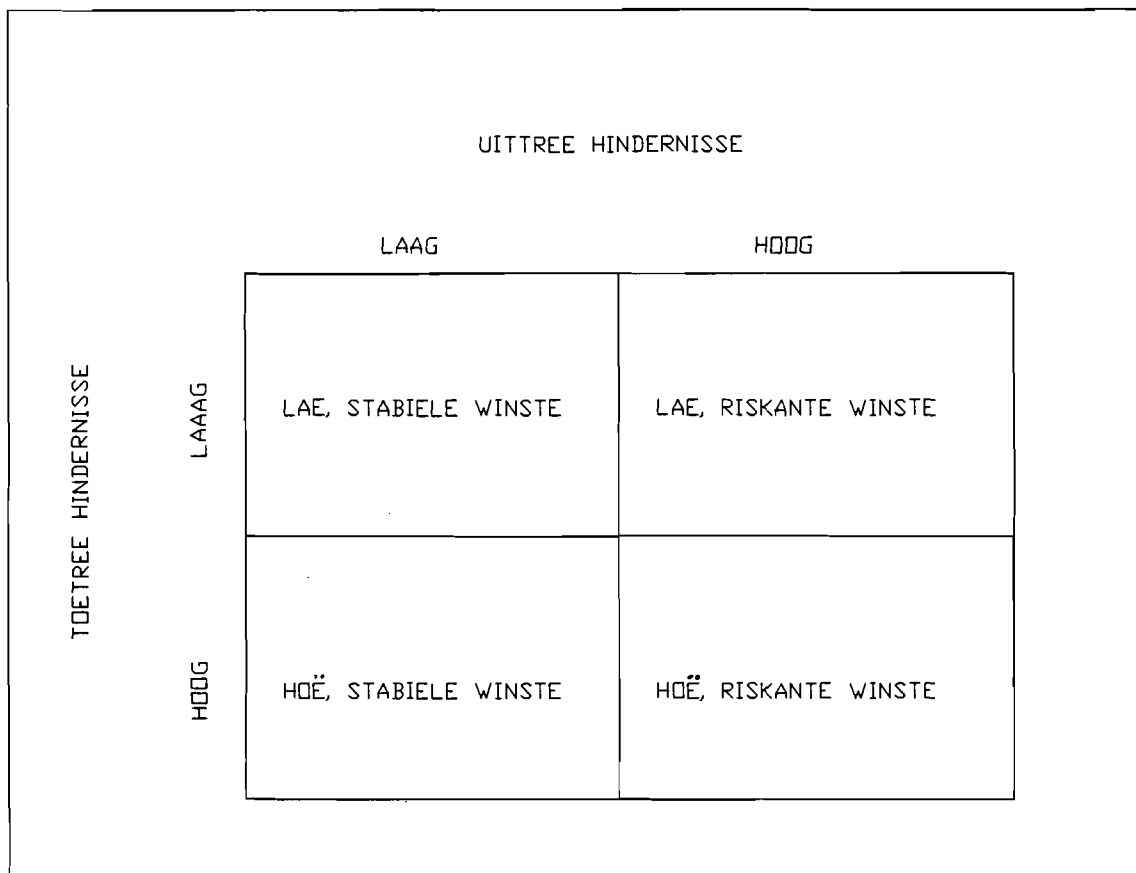 UITTREE HINDERNISSE
LAAG HOOG
TOETREE HINDERNISSE
LAAAG
LAE, STABIELE WINSTE LAE, RISKANTE WINSTE
HOOG
HOË, STABIELE WINSTE HOË, RISKANTE WINSTE